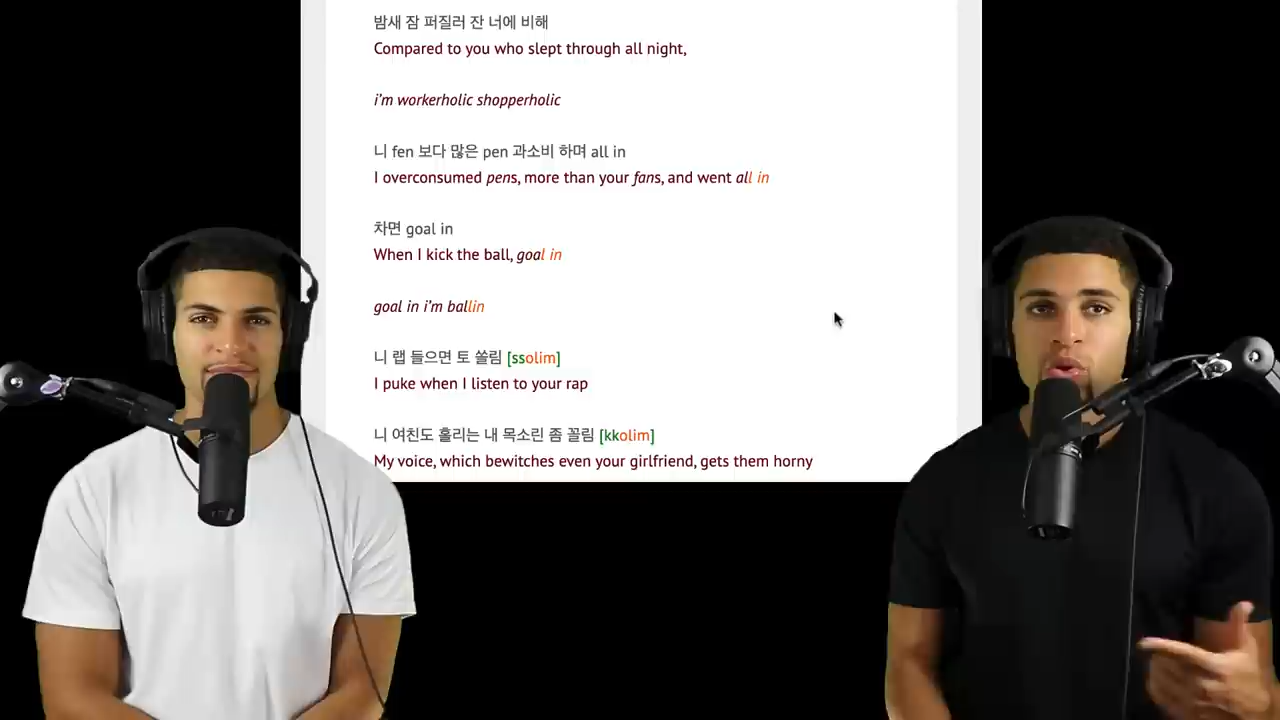 밤새 잠 퍼질러 잔 너에 비해
Compared to you who slept through all night,
i'm workerholic shopperholic
니 fen 보다 많은 pen 과소비 하며 all in
I overconsumed pens, more than your fans, and went all in
차면 goal in
When I kick the ball, goal in
goal in i'm ballin
니 랩 들으면 토 쏠림 [ssolim]
I puke when I listen to your rap
니 여친도 홀리는 내 목소린 좀 꼴림 [kkolim]
My voice, which bewitches even your girlfriend, gets them horny